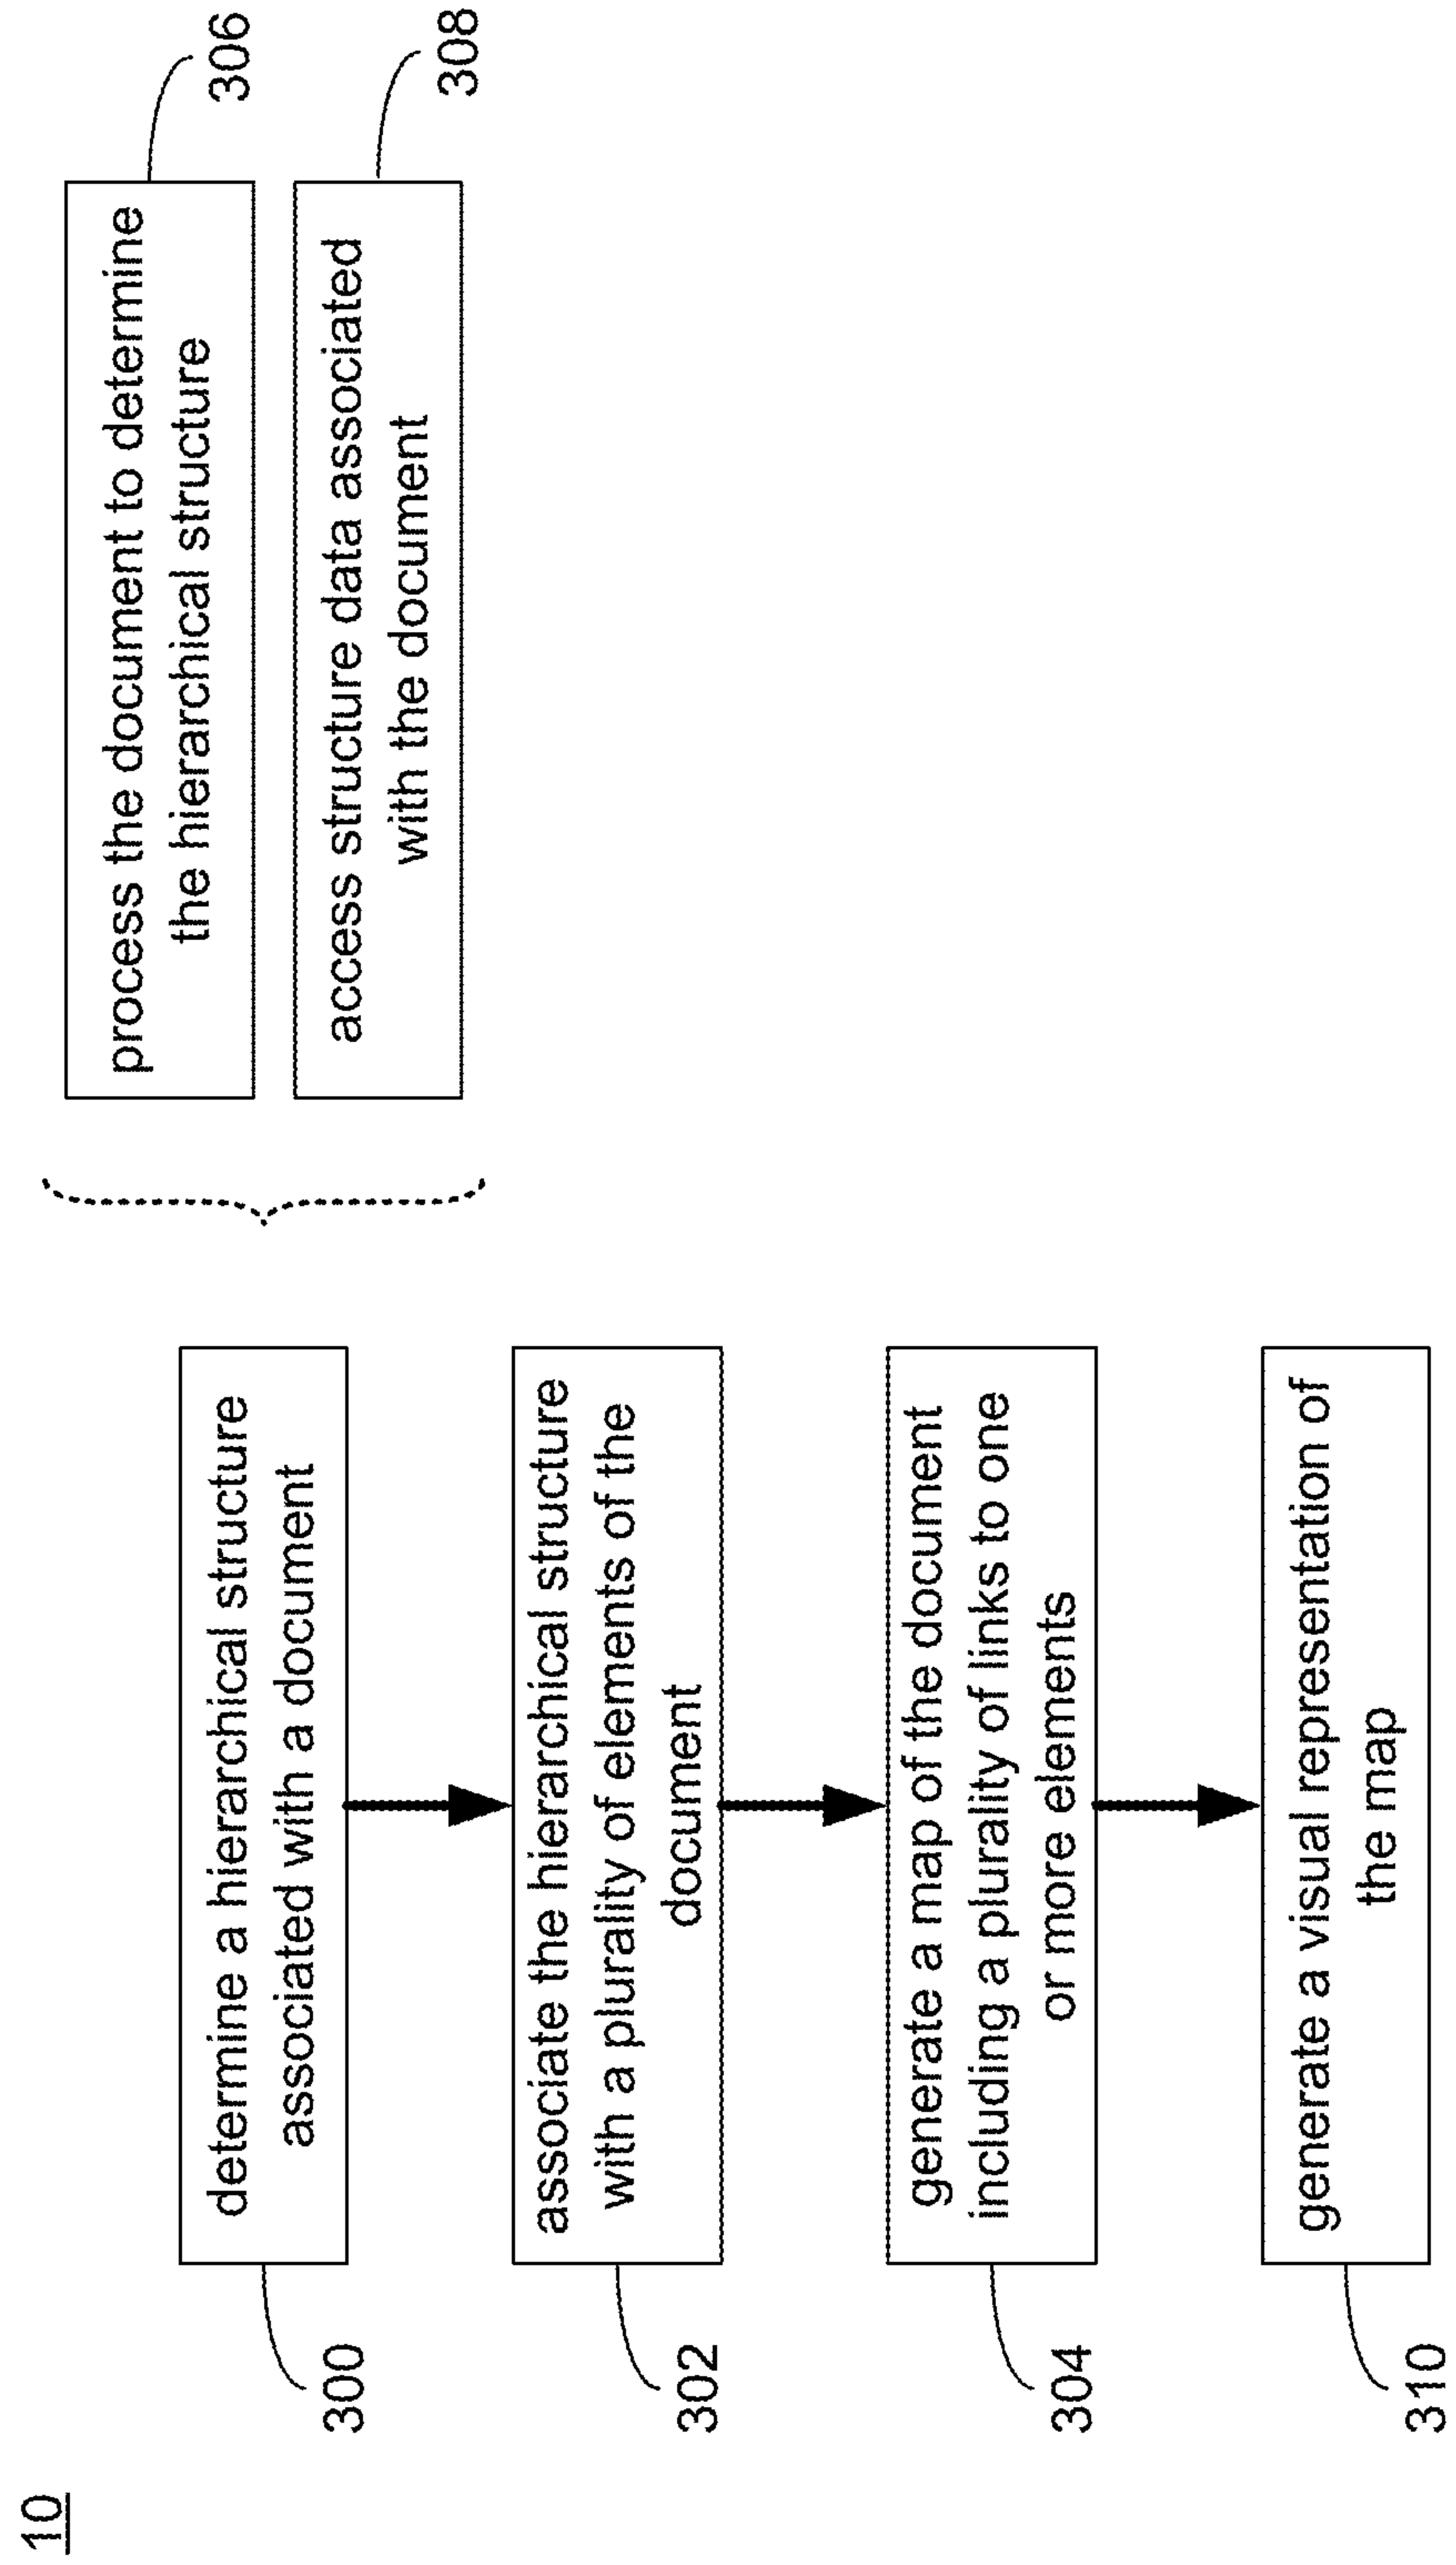 10
300
determine a hierarchical structure
associated with a document
process the document to determine
the hierarchical structure
306
access structure data associated
with the document
308
302
associate the hierarchical structure
with a plurality of elements of the
document
304
generate a map of the document
including a plurality of links to one
or more elements
310
generate a visual representation of
the map